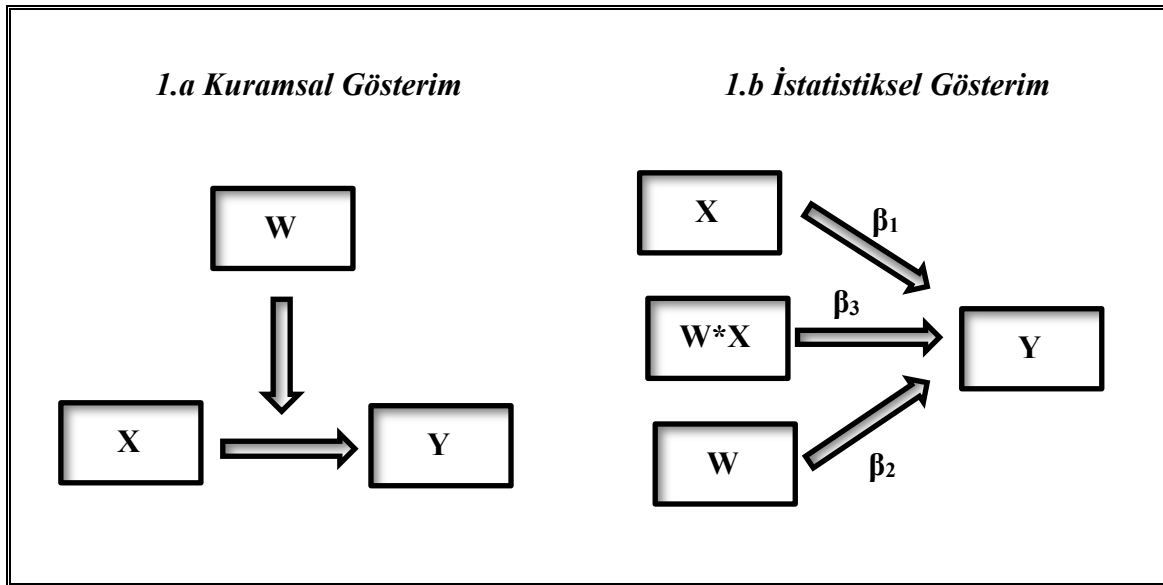 1.a Kuramsal Gösterim
W
X
Y
1.b İstatistiksel Gösterim
X
β₁
β₃
W*X
Y
W
β₂